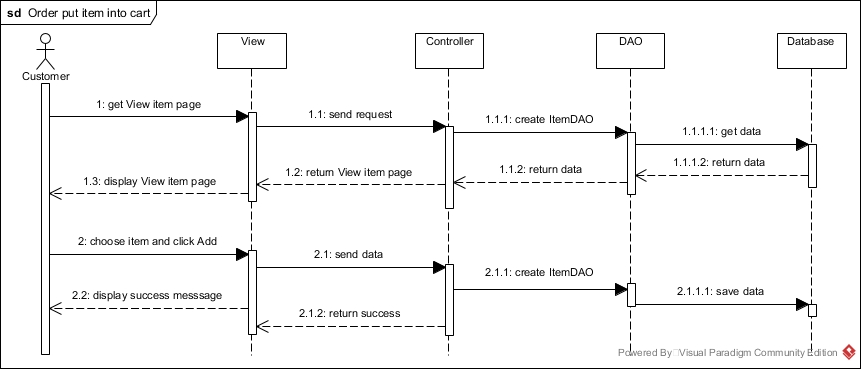 sd Order put item into cart
Customer
View
Controller
DAO
Database
1: get View item page
1.1: send request
1.1.1: create ItemDAO
1.1.1.1: get data
1.1.1.2: return data
1.1.2: return data
1.2: return View item page
1.3: display View item page
2: choose item and click Add
2.1: send data
2.1.1: create ItemDAO
2.1.1.1: save data
2.1.2: return success
2.2: display success messsage
Powered By Visual Paradigm Community Edition